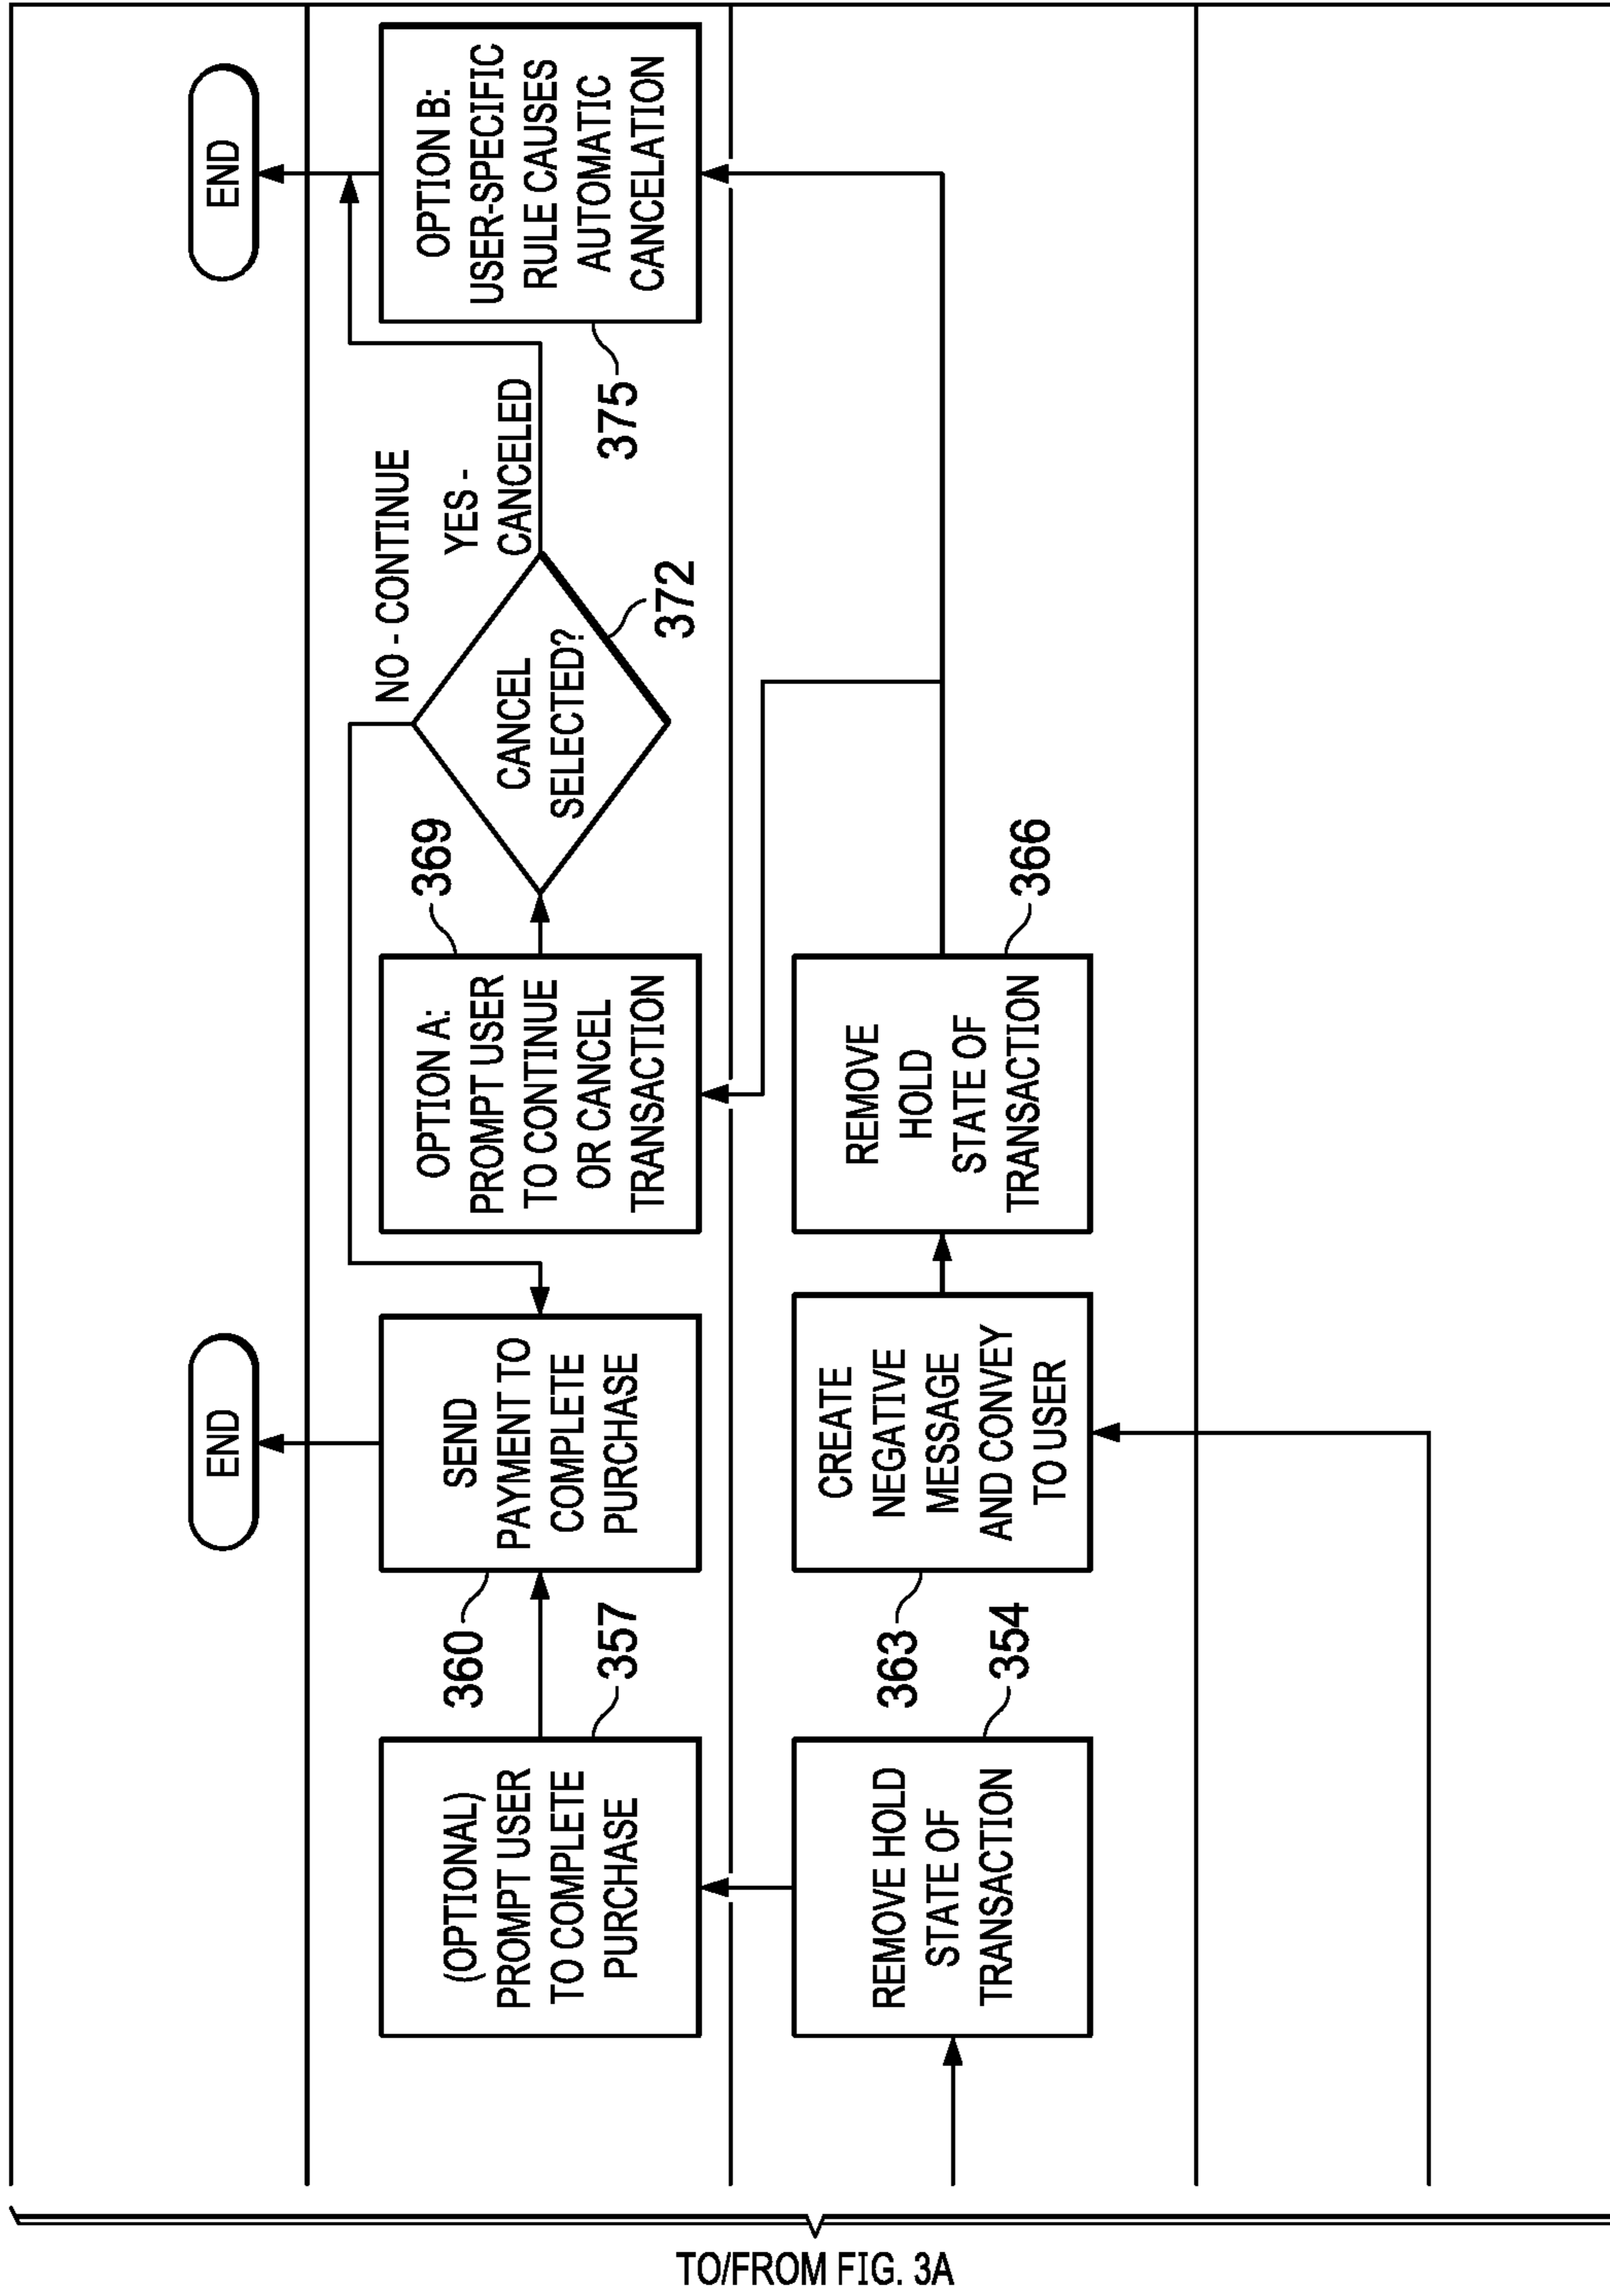 END
END
(OPTIONAL)
PROMPT USER
TO COMPLETE
PURCHASE
357
360
SEND
PAYMENT TO
COMPLETE
PURCHASE
OPTION A:
PROMPT USER
TO CONTINUE
OR CANCEL
TRANSACTION
369
CANCEL
SELECTED?
372
NO - CONTINUE
YES -
CANCELED
OPTION B:
USER-SPECIFIC
RULE CAUSES
AUTOMATIC
CANCELATION
375
REMOVE HOLD
STATE OF
TRANSACTION
354
363
CREATE
NEGATIVE
MESSAGE
AND CONVEY
TO USER
REMOVE
HOLD
STATE OF
TRANSACTION
366
TO/FROM FIG. 3A